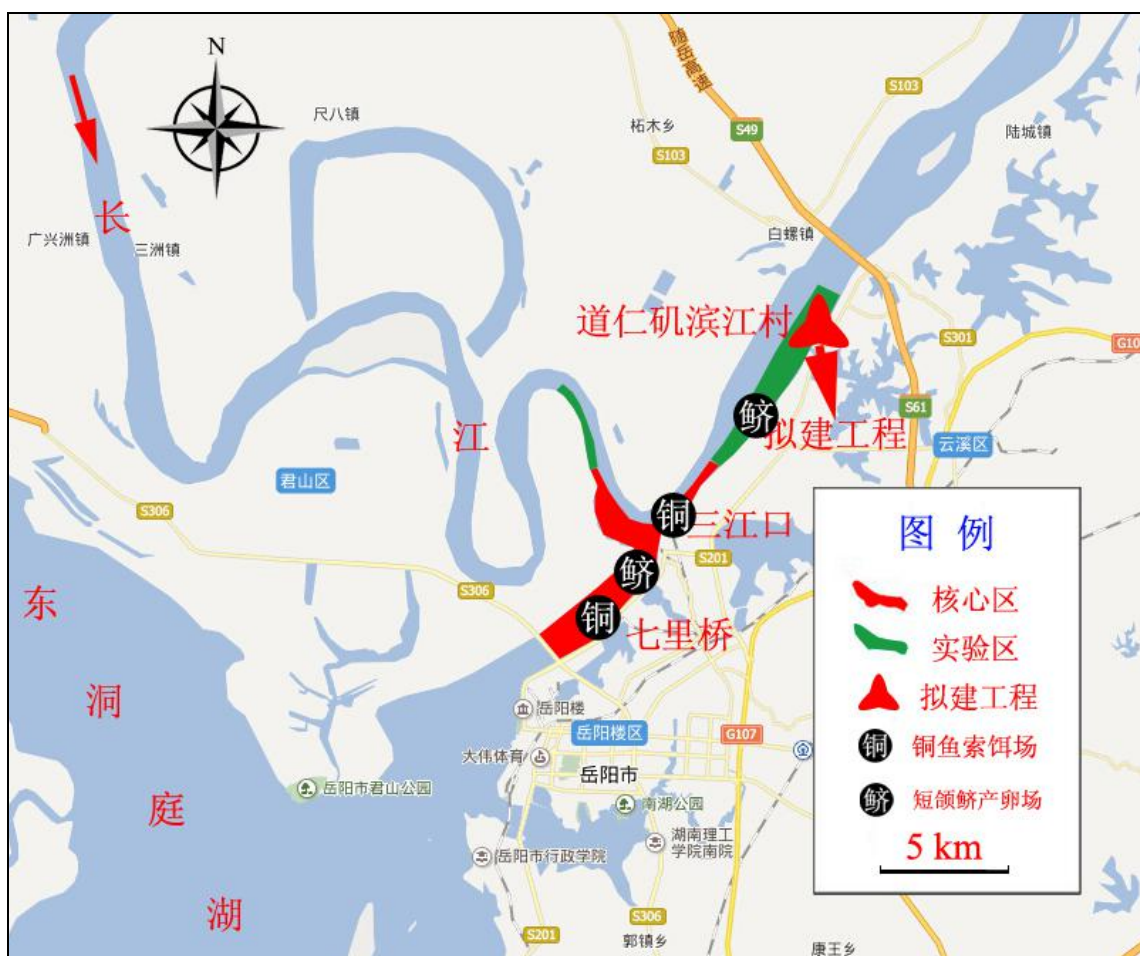 N
随岳高速
S103
尺八镇
柘木乡
S49
S103
陆城镇
长
广兴洲镇
三洲镇
白螺镇
道仁矶滨江村
S301
G107
鲚
拟建工程
S61
云溪区
江
君山区
S306
铜
三江口
S201
鲚
S306
铜
七里桥
东
洞
庭
湖
岳阳楼
岳阳楼区
G107
大伟体育
岳阳市
岳阳市君山公园
南湖公园
湖南理工
学院南院
岳阳市行政学院
S201
S306
郭镇乡
康王乡
图 例
核心区
实验区
拟建工程
铜 铜鱼索饵场
鲚 短颌鲚产卵场
5 km